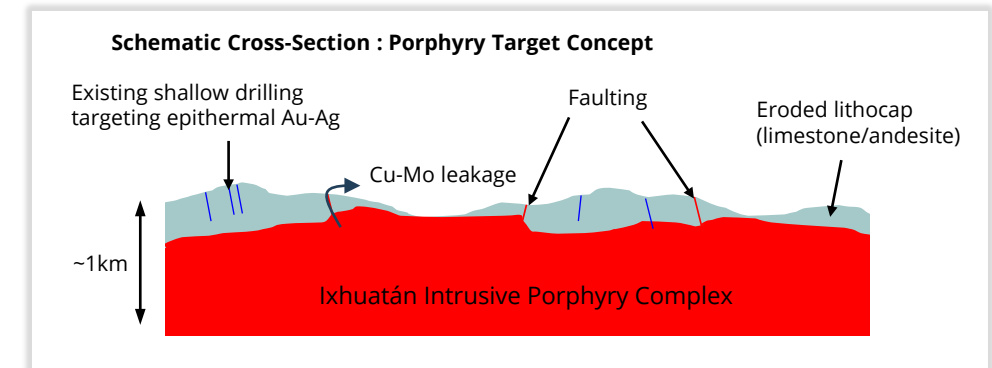 Schematic Cross-Section : Porphyry Target Concept
Existing shallow drilling
targeting epithermal Au-Ag
Faulting
Eroded lithocap
(limestone/andesite)
Cu-Mo leakage
~1km
Ixhuatán Intrusive Porphyry Complex